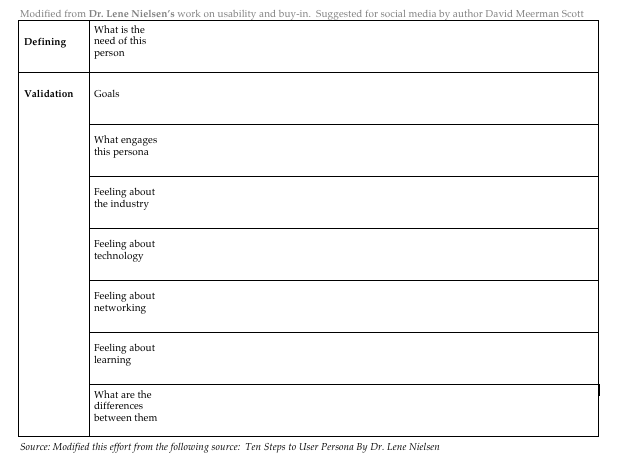 Modified from Dr. Lene Nielsen's work on usability and buy-in.  Suggested for social media by author David Meerman Scott
Defining
What is the
need of this
person
Validation
Goals
What engages
this persona
Feeling about
the industry
Feeling about
technology
Feeling about
networking
Feeling about
learning
What are the
differences
between them
Source: Modified this effort from the following source:  Ten Steps to User Persona By Dr. Lene Nielsen